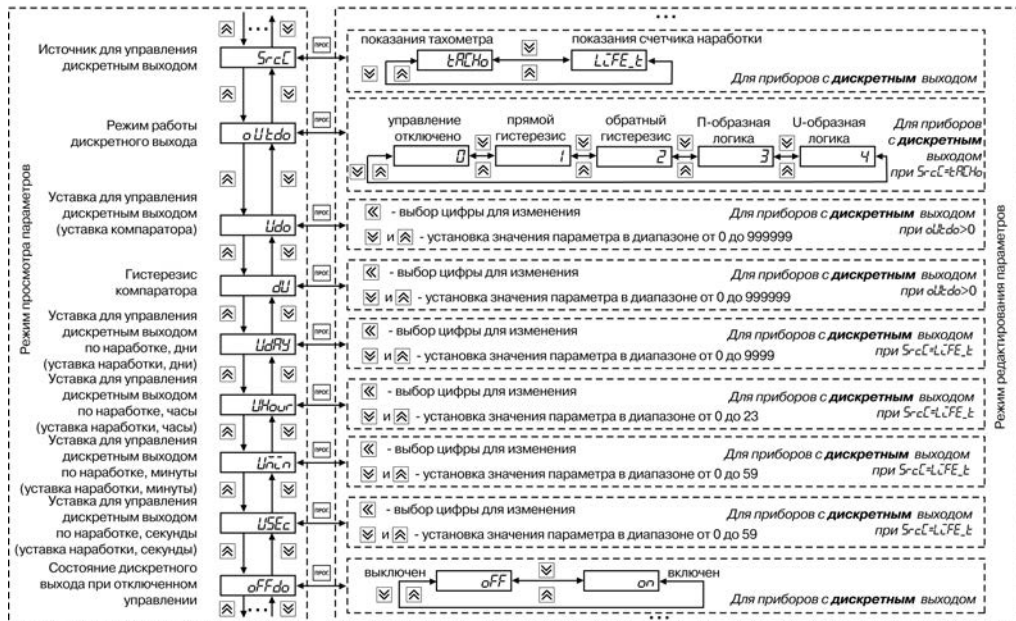 Режим просмотра параметров
Режим редактирования параметров
...
Источник для управления
дискретным выходом
SrcC
ПРОГ
показания тахометра
показания счетчика наработки
tACHo
LiFE_t
Для приборов с дискретным выходом
Режим работы
дискретного выхода
oUtdo
ПРОГ
управление
отключено
прямой
гистерезис
обратный
гистерезис
П-образная
логика
U-образная
логика
0
1
2
3
4
Для приборов
с дискретным
выходом
при SrcC=tACHo
Уставка для управления
дискретным выходом
(уставка компаратора)
Udo
ПРОГ
- выбор цифры для изменения
и - установка значения параметра в диапазоне от 0 до 999999
Для приборов с дискретным выходом
при oUtdo>0
Гистерезис
компаратора
dU
ПРОГ
- выбор цифры для изменения
и - установка значения параметра в диапазоне от 0 до 999999
Для приборов с дискретным выходом
при oUtdo>0
Уставка для управления
дискретным выходом
по наработке, дни
(уставка наработки, дни)
UdAY
ПРОГ
- выбор цифры для изменения
и - установка значения параметра в диапазоне от 0 до 9999
Для приборов с дискретным выходом
при SrcC=LiFE_t
Уставка для управления
дискретным выходом
по наработке, часы
(уставка наработки, часы)
UHour
ПРОГ
- выбор цифры для изменения
и - установка значения параметра в диапазоне от 0 до 23
Для приборов с дискретным выходом
при SrcC=LiFE_t
Уставка для управления
дискретным выходом
по наработке, минуты
(уставка наработки, минуты)
Umin
ПРОГ
- выбор цифры для изменения
и - установка значения параметра в диапазоне от 0 до 59
Для приборов с дискретным выходом
при SrcC=LiFE_t
Уставка для управления
дискретным выходом
по наработке, секунды
(уставка наработки, секунды)
USEc
ПРОГ
- выбор цифры для изменения
и - установка значения параметра в диапазоне от 0 до 59
Для приборов с дискретным выходом
при SrcC=LiFE_t
Состояние дискретного
выхода при отключенном
управлении
oFFdo
ПРОГ
выключен
oFF
on
включен
Для приборов с дискретным выходом
...